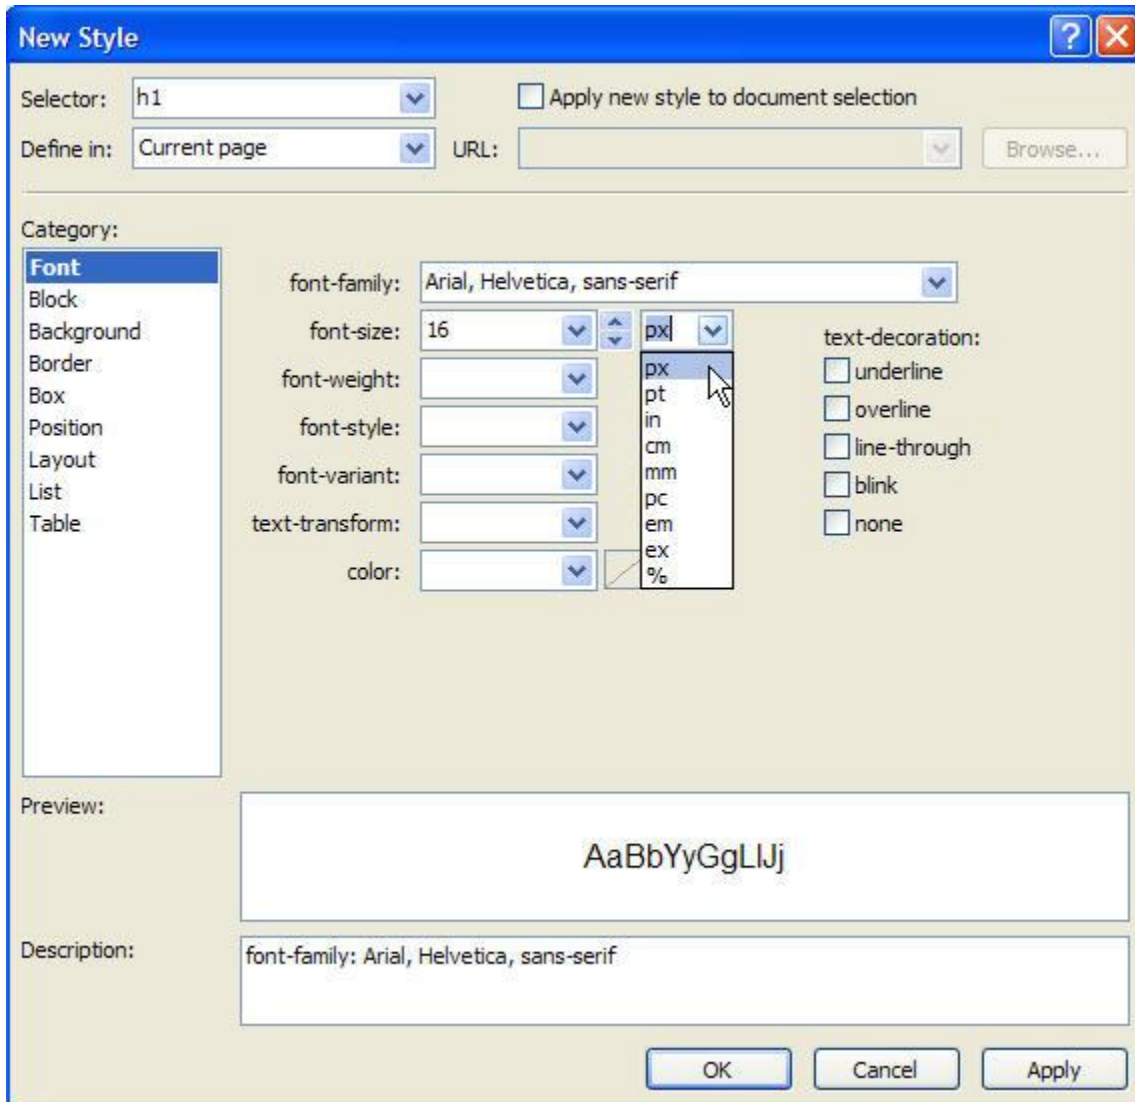 New Style
Selector: h1 Apply new style to document selection
Define in: Current page URL: Browse...
Category:
Font
Block
Background
Border
Box
Position
Layout
List
Table
font-family: Arial, Helvetica, sans-serif
font-size: 16 px
font-weight:
font-style:
font-variant:
text-transform:
color:
px
pt
in
cm
mm
pc
em
ex
%
text-decoration:
underline
overline
line-through
blink
none
Preview:
AaBbYyGgLlJj
Description:
font-family: Arial, Helvetica, sans-serif
OK Cancel Apply